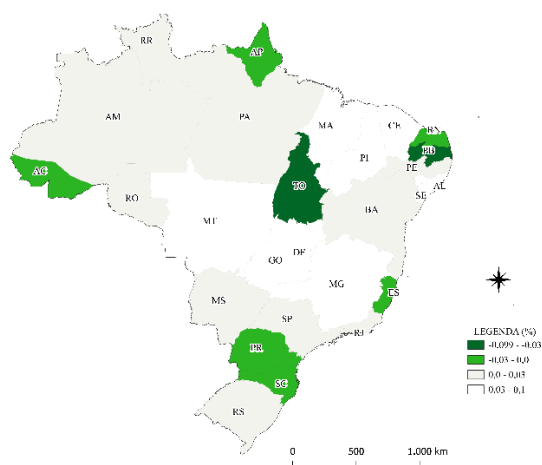 RR
AP
AM
PA
MA
CE
RN
PI
PB
PE
AC
TO
AL
RO
SE
BA
MT
DF
GO
MG
ES
MS
SP
RJ
PR
SC
RS
LEGENDA (%)
-0,099 - -0,03
-0,03 - 0,0
0,0 - 0,03
0,03 - 0,1
0 500 1.000 km